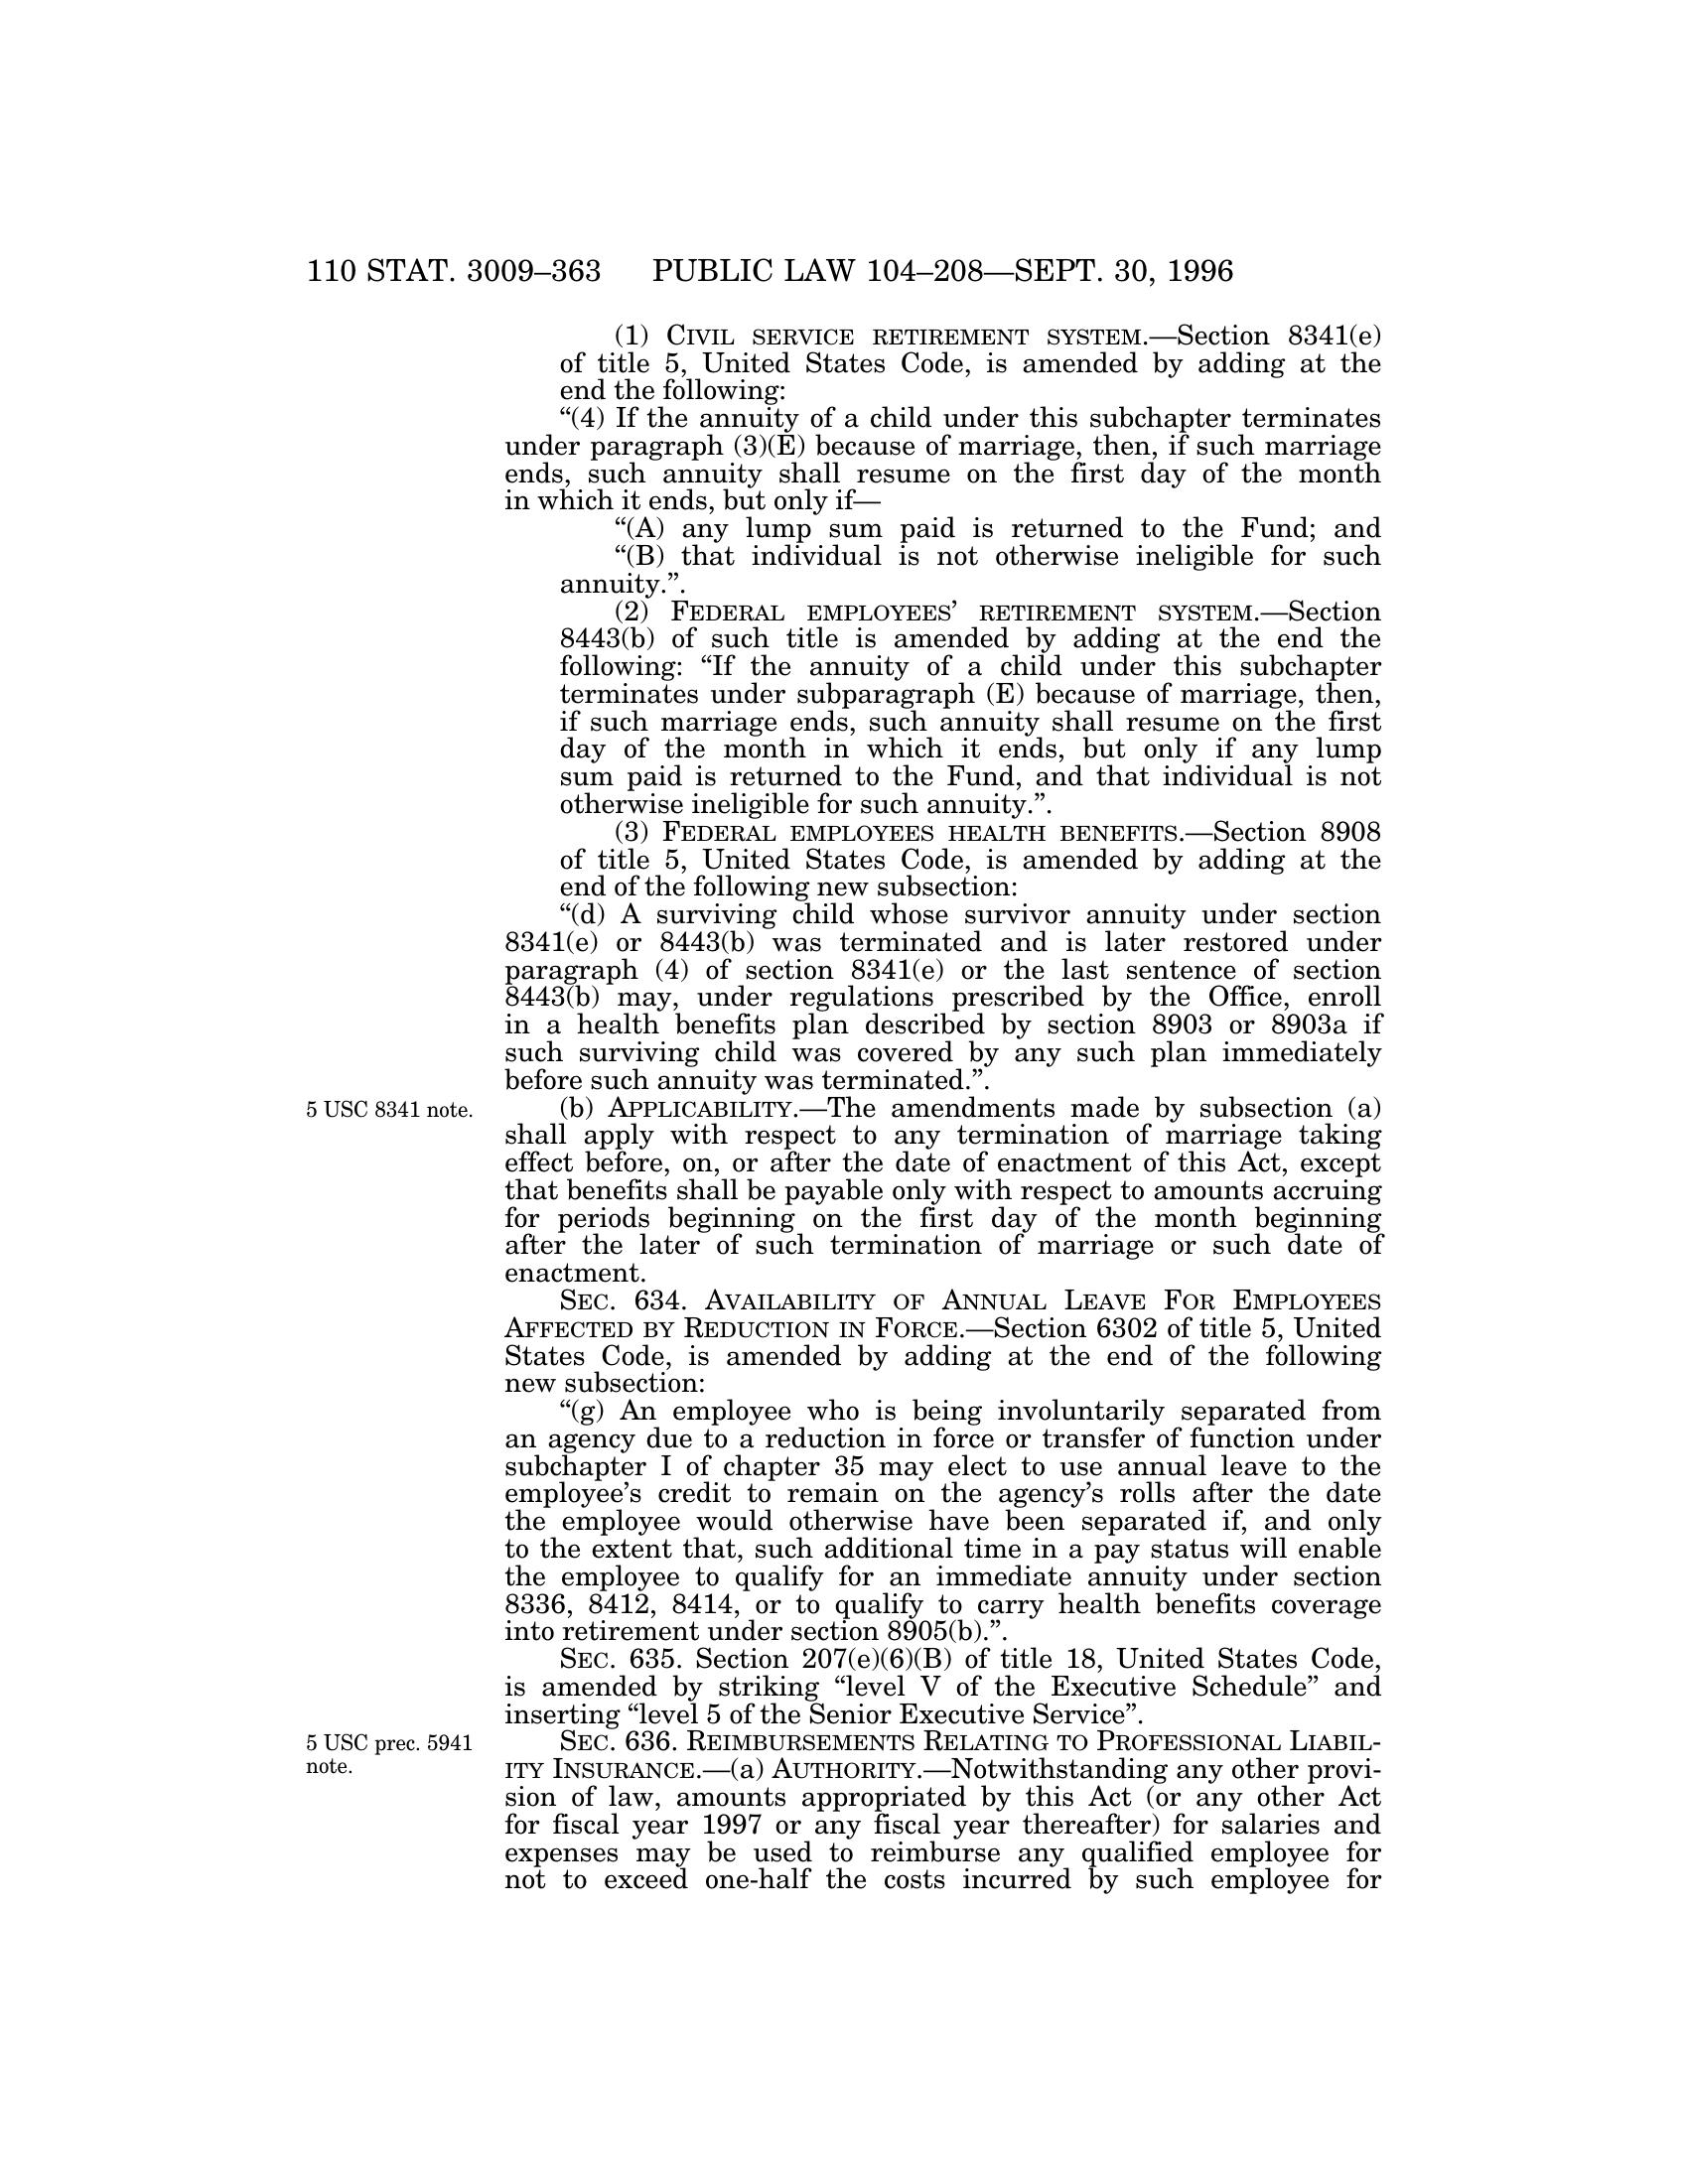 110 STAT. 3009–363 PUBLIC LAW 104–208—SEPT. 30, 1996
(1) CIVIL SERVICE RETIREMENT SYSTEM.—Section 8341(e)
of title 5, United States Code, is amended by adding at the
end the following:
“(4) If the annuity of a child under this subchapter terminates
under paragraph (3)(E) because of marriage, then, if such marriage
ends, such annuity shall resume on the first day of the month
in which it ends, but only if—
“(A) any lump sum paid is returned to the Fund; and
“(B) that individual is not otherwise ineligible for such
annuity.”.
(2) FEDERAL EMPLOYEES’ RETIREMENT SYSTEM.—Section
8443(b) of such title is amended by adding at the end the
following: “If the annuity of a child under this subchapter
terminates under subparagraph (E) because of marriage, then,
if such marriage ends, such annuity shall resume on the first
day of the month in which it ends, but only if any lump
sum paid is returned to the Fund, and that individual is not
otherwise ineligible for such annuity.”.
(3) FEDERAL EMPLOYEES HEALTH BENEFITS.—Section 8908
of title 5, United States Code, is amended by adding at the
end of the following new subsection:
“(d) A surviving child whose survivor annuity under section
8341(e) or 8443(b) was terminated and is later restored under
paragraph (4) of section 8341(e) or the last sentence of section
8443(b) may, under regulations prescribed by the Office, enroll
in a health benefits plan described by section 8903 or 8903a if
such surviving child was covered by any such plan immediately
before such annuity was terminated.”.
5 USC 8341 note.
(b) APPLICABILITY.—The amendments made by subsection (a)
shall apply with respect to any termination of marriage taking
effect before, on, or after the date of enactment of this Act, except
that benefits shall be payable only with respect to amounts accruing
for periods beginning on the first day of the month beginning
after the later of such termination of marriage or such date of
enactment.
SEC. 634. AVAILABILITY OF ANNUAL LEAVE FOR EMPLOYEES
AFFECTED BY REDUCTION IN FORCE.—Section 6302 of title 5, United
States Code, is amended by adding at the end of the following
new subsection:
“(g) An employee who is being involuntarily separated from
an agency due to a reduction in force or transfer of function under
subchapter I of chapter 35 may elect to use annual leave to the
employee’s credit to remain on the agency’s rolls after the date
the employee would otherwise have been separated if, and only
to the extent that, such additional time in a pay status will enable
the employee to qualify for an immediate annuity under section
8336, 8412, 8414, or to qualify to carry health benefits coverage
into retirement under section 8905(b).”.
SEC. 635. Section 207(e)(6)(B) of title 18, United States Code,
is amended by striking “level V of the Executive Schedule” and
inserting “level 5 of the Senior Executive Service”.
5 USC prec. 5941
note.
SEC. 636. REIMBURSEMENTS RELATING TO PROFESSIONAL LIABIL-
ITY INSURANCE.—(a) AUTHORITY.—Notwithstanding any other provi-
sion of law, amounts appropriated by this Act (or any other Act
for fiscal year 1997 or any fiscal year thereafter) for salaries and
expenses may be used to reimburse any qualified employee for
not to exceed one-half the costs incurred by such employee for